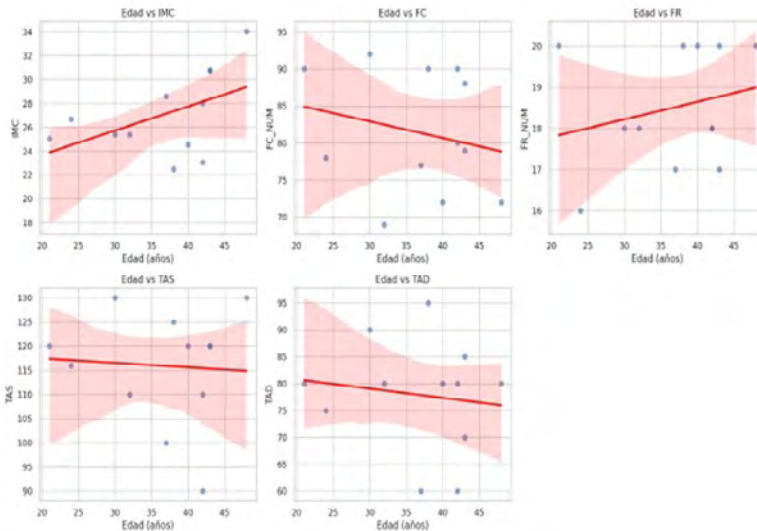 Edad vs IMC
IMC
34
32
30
28
26
24
22
20
18
20 25 30 35 40 45
Edad (años)
Edad vs FC
FC_NUM
95
90
85
80
75
70
20 25 30 35 40 45
Edad (años)
Edad vs FR
FR_NUM
20
19
18
17
16
20 25 30 35 40 45
Edad (años)
Edad vs TAS
TAS
130
125
120
115
110
105
100
95
90
20 25 30 35 40 45
Edad (años)
Edad vs TAD
TAD
95
90
85
80
75
70
65
60
20 25 30 35 40 45
Edad (años)